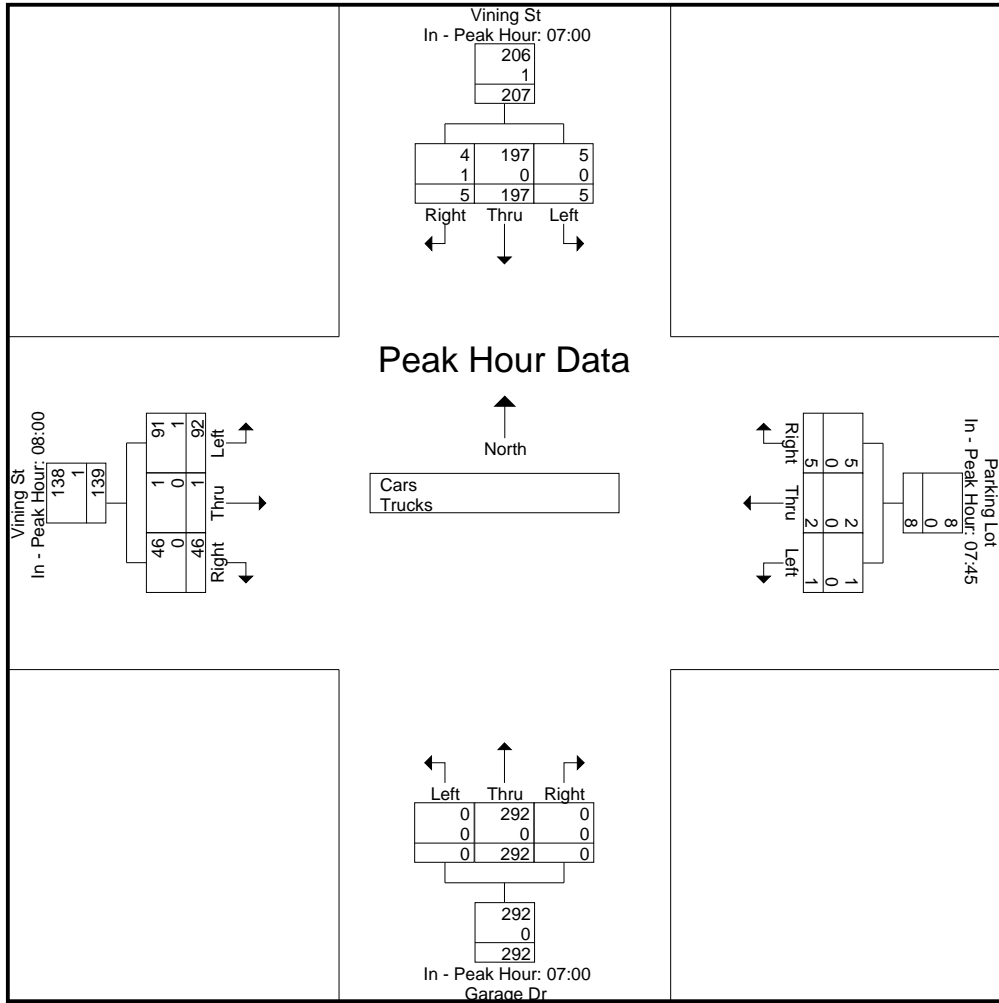 Vining St
In - Peak Hour: 07:00
206
1
207
4 197 5
1 0 0
5 197 5
Right Thru Left
Peak Hour Data
North
Cars
Trucks
Vining St
In - Peak Hour: 08:00
138
1
139
91 1 92
Left
1 0 1
Thru
46 0 46
Right
Right
5 0 5
Thru
2 0 2
Left
1 0 1
8
0
8
Parking Lot
In - Peak Hour: 07:45
Left Thru Right
0 292 0
0 0 0
0 292 0
292
0
292
In - Peak Hour: 07:00
Garage Dr